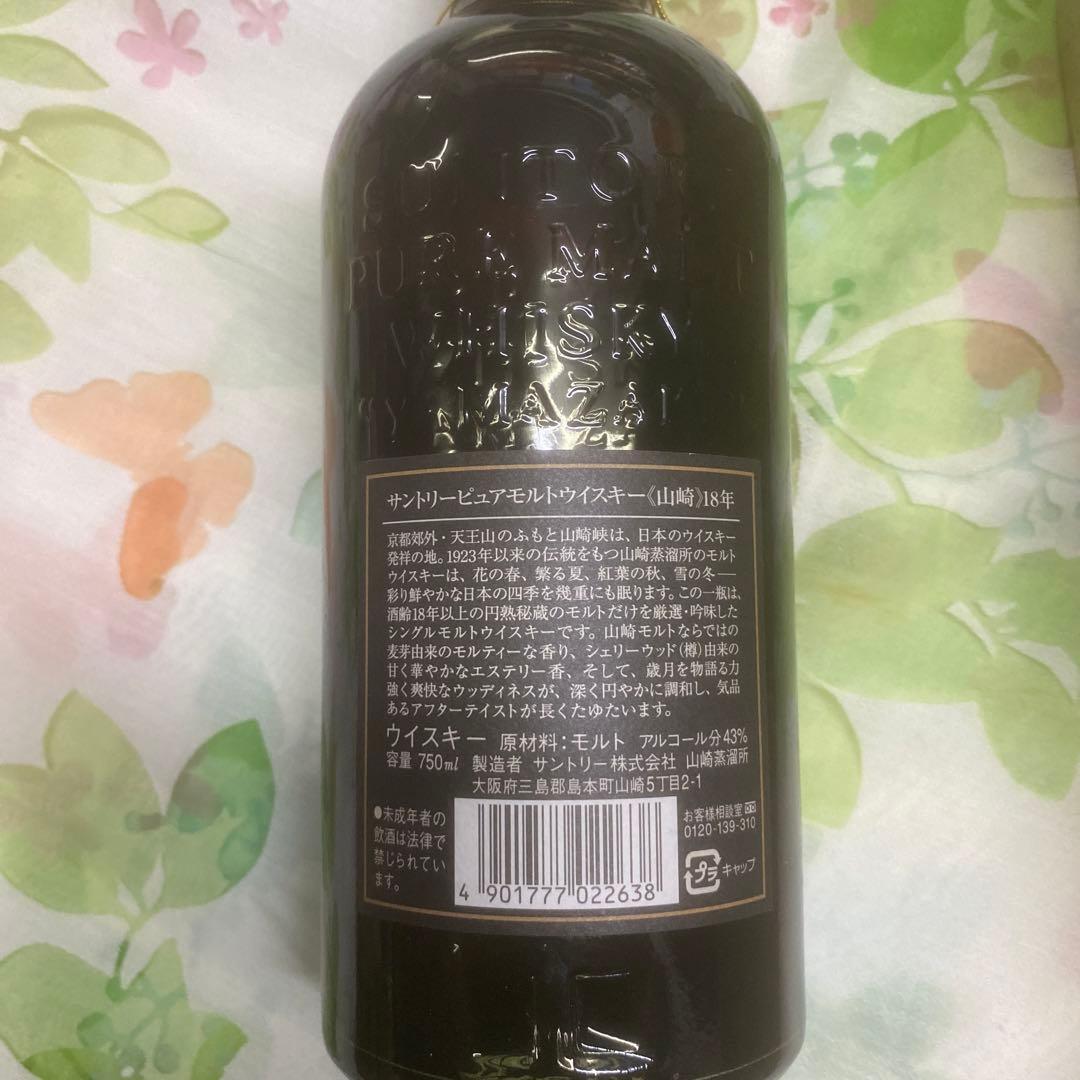 SUNTORY
PURE MALT
WHISKY
YAMAZAKI
サントリーピュアモルトウイスキー《山崎》18年
京都郊外・天王山のふもと山崎峡は、日本のウイスキー
発祥の地。1923年以来の伝統をもつ山崎蒸溜所のモルト
ウイスキーは、花の春、繁る夏、紅葉の秋、雪の冬—
彩り鮮やかな日本の四季を幾重にも眠ります。この一瓶は、
酒齢18年以上の円熟秘蔵のモルトだけを厳選・吟味した
シングルモルトウイスキーです。山崎モルトならではの
麦芽由来のモルティーな香り、シェリーウッド(樽)由来の
甘く華やかなエステリー香、そして、歳月を物語る力
強く爽快なウッディネスが、深く円やかに調和し、気品
あるアフターテイストが長くたゆたいます。
ウイスキー 原材料:モルト アルコール分43%
容量 750ml 製造者 サントリー株式会社 山崎蒸溜所
大阪府三島郡島本町山崎5丁目2-1
●未成年者の
飲酒は法律で
禁じられてい
ます。
お客様相談室
0120-139-310
プラ キャップ
4 901777 022638